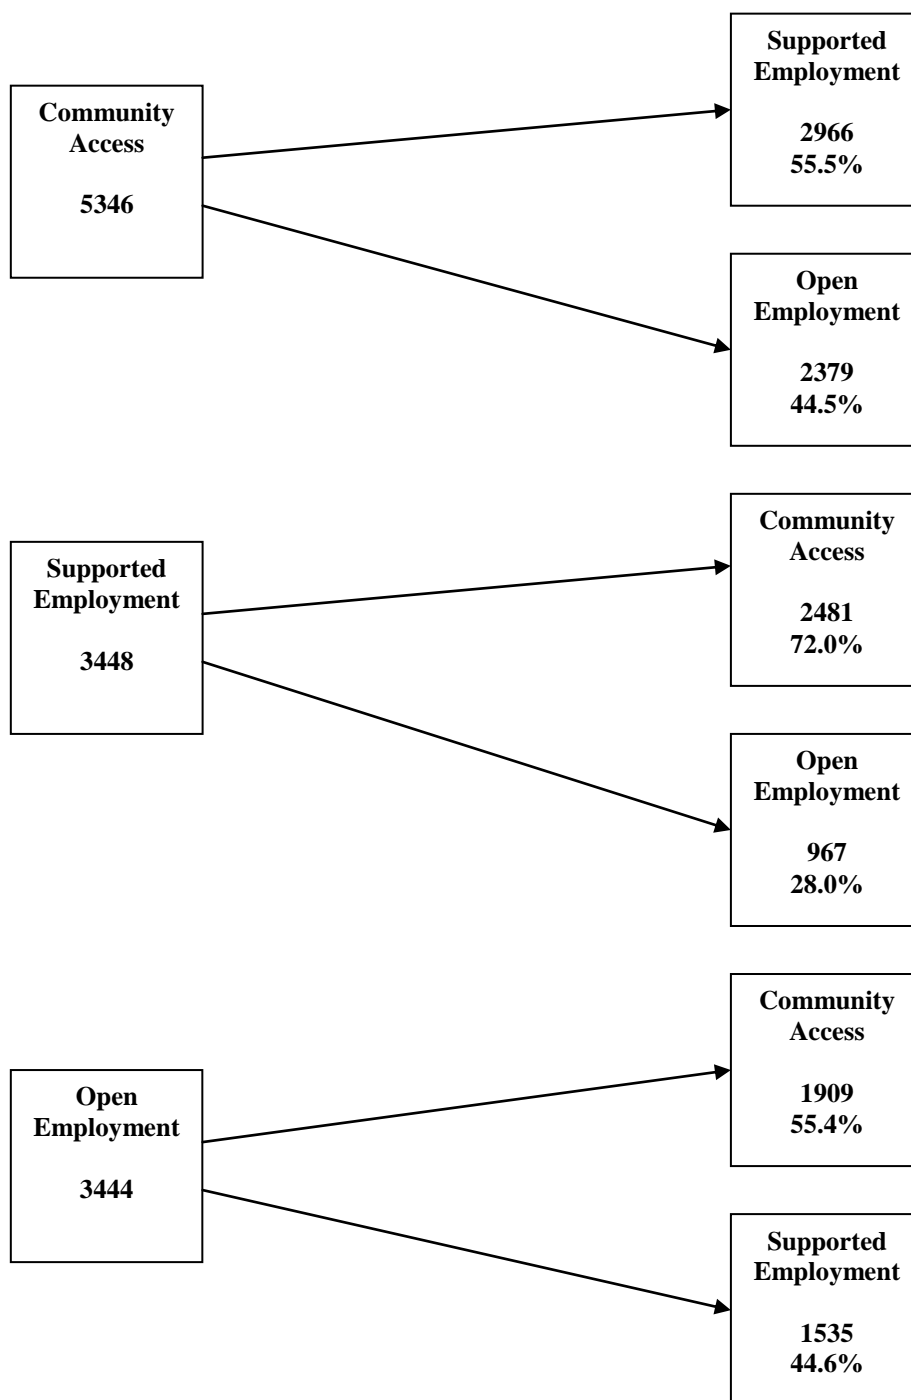 Supported
Employment
2966
55.5%
Community
Access
5346
Open
Employment
2379
44.5%
Community
Access
2481
72.0%
Supported
Employment
3448
Open
Employment
967
28.0%
Community
Access
1909
55.4%
Open
Employment
3444
Supported
Employment
1535
44.6%